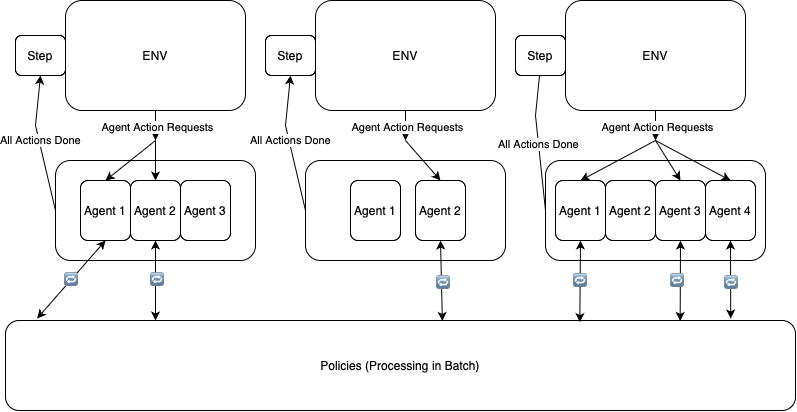 Step
ENV
Step
ENV
Step
ENV
Agent Action Requests
Agent Action Requests
Agent Action Requests
All Actions Done
All Actions Done
All Actions Done
Agent 1
Agent 2
Agent 3
Agent 1
Agent 2
Agent 1
Agent 2
Agent 3
Agent 4
Policies (Processing in Batch)